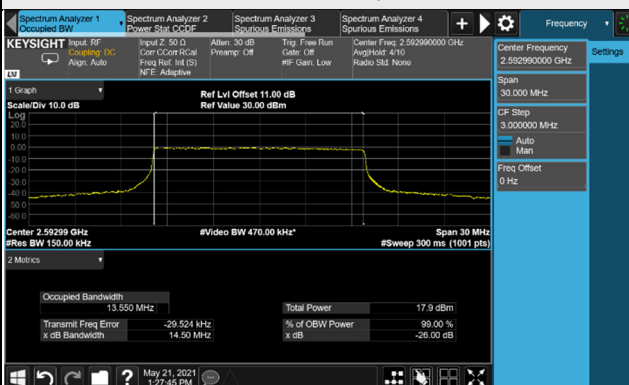 Spectrum Analyzer 1
Occupied BW
Spectrum Analyzer 2
Power Stat CCDF
Spectrum Analyzer 3
Spurious Emissions
Spectrum Analyzer 4
Spurious Emissions
+
Frequency
KEYSIGHT
Input: RF
Coupling: DC
Align: Auto
Input Z: 50 Ω
Corr CCorr RCal
Freq Ref: Int (S)
NFE: Adaptive
Atten: 30 dB
Preamp: Off
Trig: Free Run
Gate: Off
#IF Gain: Low
Center Freq: 2.592990000 GHz
Avg|Hold: 4/10
Radio Std: None
LXI
Center Frequency
2.592990000 GHz
Settings
Span
30.000 MHz
CF Step
3.000000 MHz
Auto
Man
Freq Offset
0 Hz
1 Graph
Scale/Div 10.0 dB
Ref Lvl Offset 11.00 dB
Ref Value 30.00 dBm
Log
20.0
10.0
0.00
-10.0
-20.0
-30.0
-40.0
-50.0
-60.0
Center 2.59299 GHz
#Res BW 150.00 kHz
#Video BW 470.00 kHz*
Span 30 MHz
#Sweep 300 ms (1001 pts)
2 Metrics
Occupied Bandwidth
13.550 MHz
Total Power 17.9 dBm
Transmit Freq Error -29.524 kHz
% of OBW Power 99.00 %
x dB Bandwidth 14.50 MHz
x dB -26.00 dB
?
May 21, 2021
1:27:45 PM